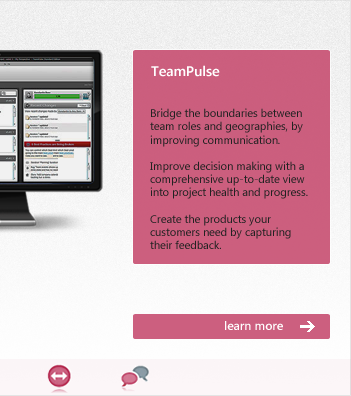 TeamPulse
Bridge the boundaries between
team roles and geographies, by
improving communication.
Improve decision making with a
comprehensive up-to-date view
into project health and progress.
Create the products your
customers need by capturing
their feedback.
learn more